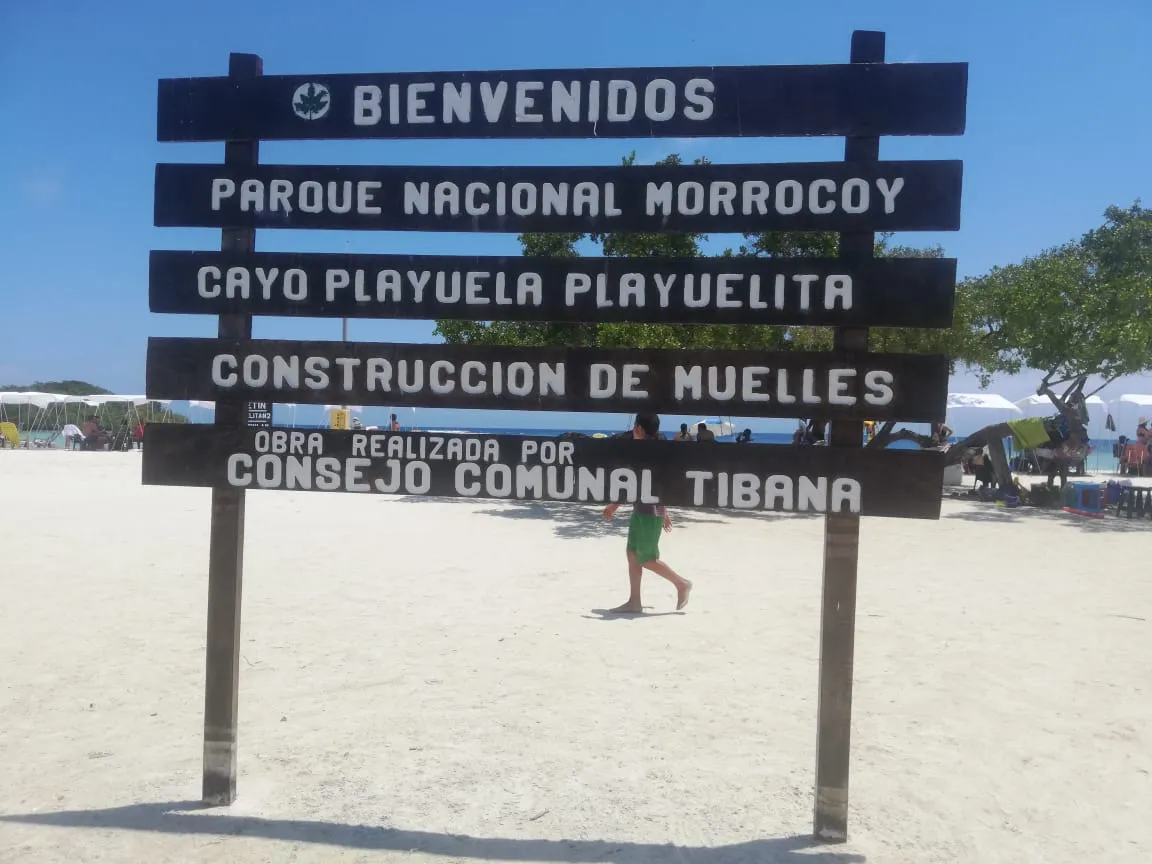 BIENVENIDOS
PARQUE NACIONAL MORROCOY
CAYO PLAYUELA PLAYUELITA
CONSTRUCCION DE MUELLES
OBRA REALIZADA POR
CONSEJO COMUNAL TIBANA